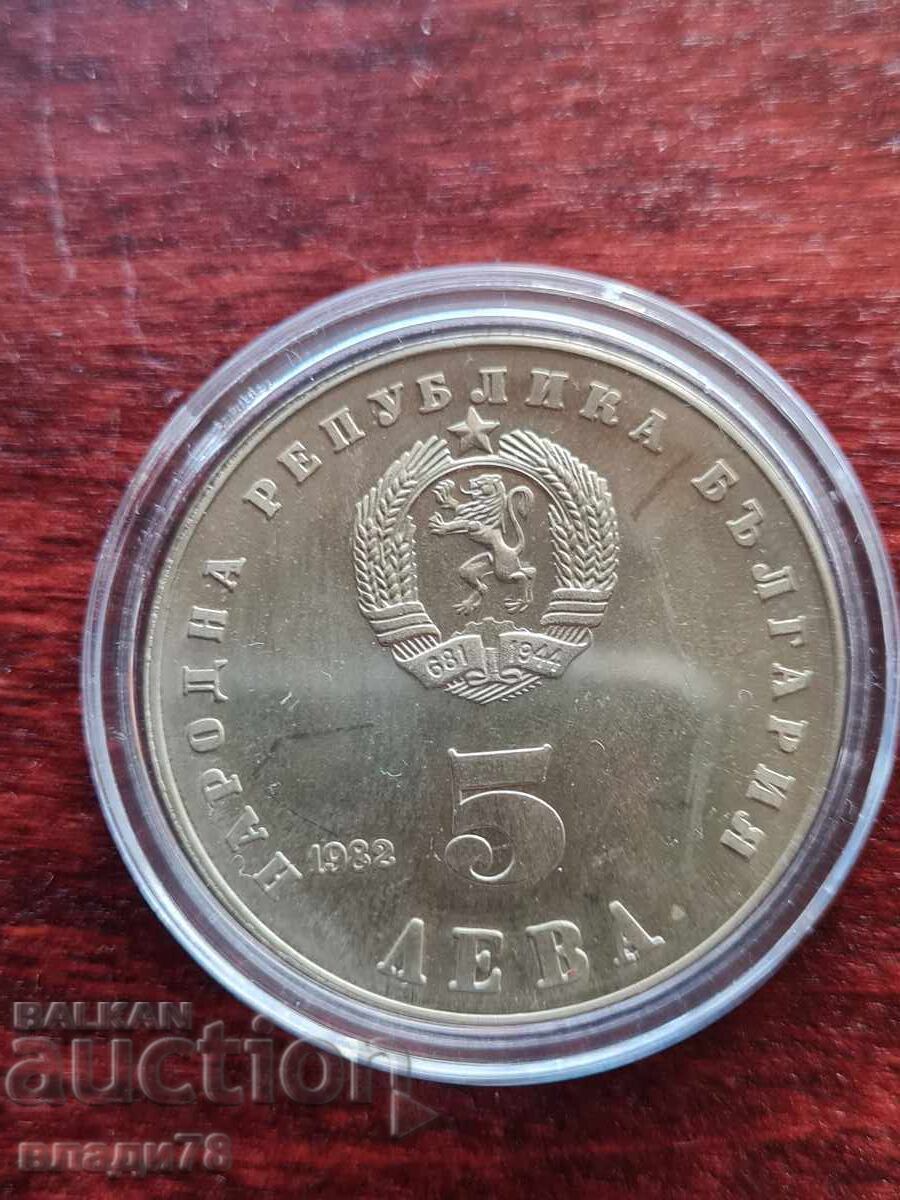 НАРОДНА РЕПУБЛИКА БЪЛГАРИЯ
681 1944
1982
5
ЛЕВА
BALKAN
auction
влади78